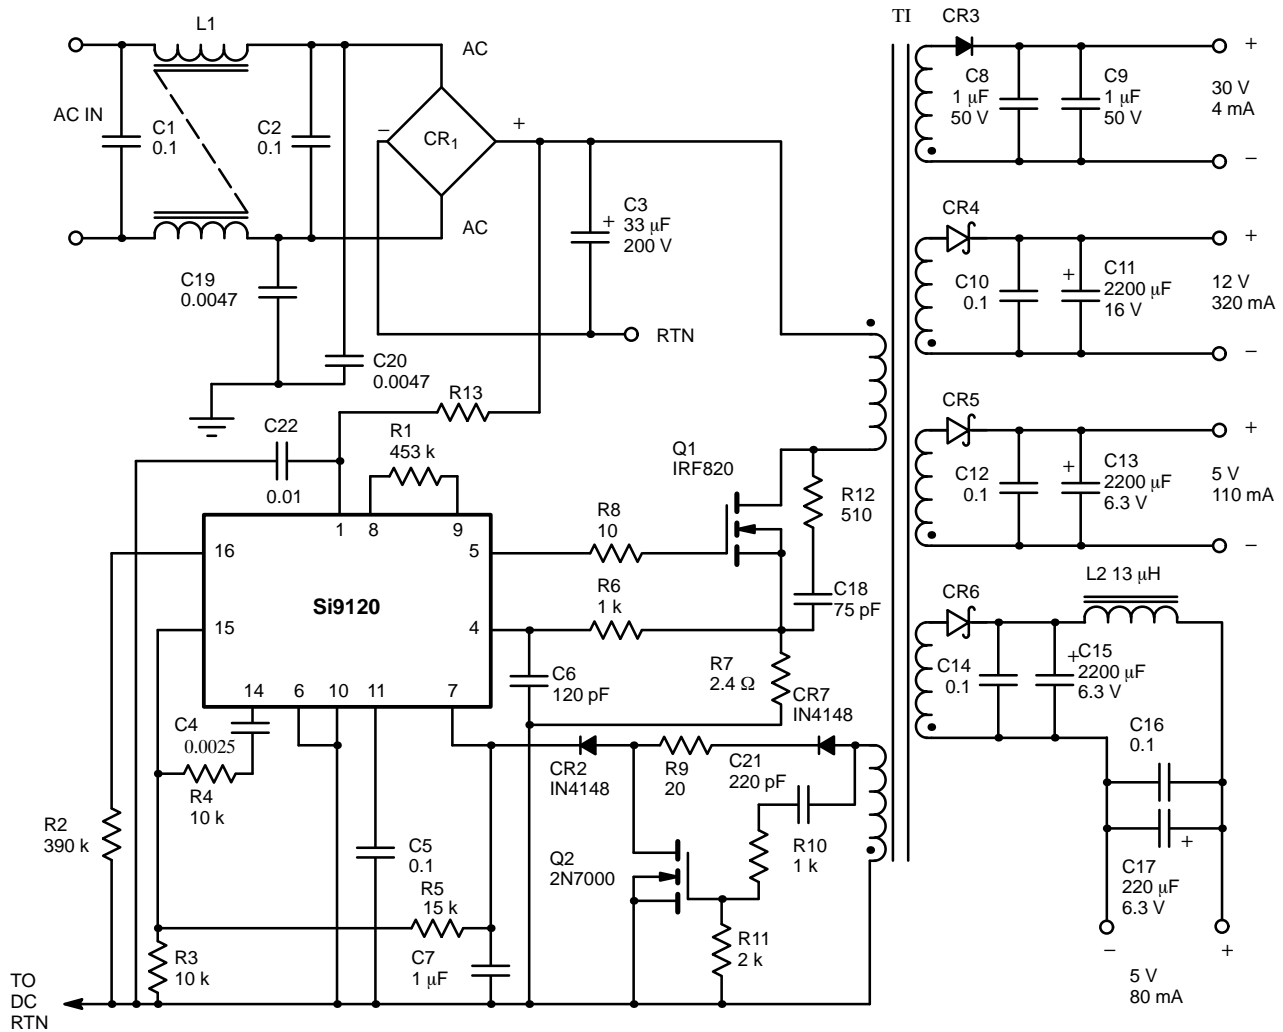 L1
TI
CR3
AC
+
AC IN
C1
0.1
C2
0.1
–
CR1
+
C8
1 µF
50 V
C9
1 µF
50 V
30 V
4 mA
–
AC
+
C3
33 µF
200 V
CR4
+
C19
0.0047
C10
0.1
+
C11
2200 µF
16 V
12 V
320 mA
RTN
–
C20
0.0047
R13
CR5
+
C22
0.01
R1
453 k
Q1
IRF820
C12
0.1
+
C13
2200 µF
6.3 V
5 V
110 mA
R12
510
–
1
8
9
16
5
R8
10
L2 13 µH
Si9120
R6
1 k
C18
75 pF
CR6
15
4
C14
0.1
+
C15
2200 µF
6.3 V
R7
2.4 Ω
C6
120 pF
CR7
IN4148
14
6
10
11
7
C4
0.0025
C16
0.1
R4
10 k
CR2
IN4148
R9
20
C21
220 pF
R2
390 k
R10
1 k
+
C5
0.1
Q2
2N7000
C17
220 µF
6.3 V
R5
15 k
R3
10 k
C7
1 µF
R11
2 k
–
+
5 V
80 mA
TO
DC
RTN